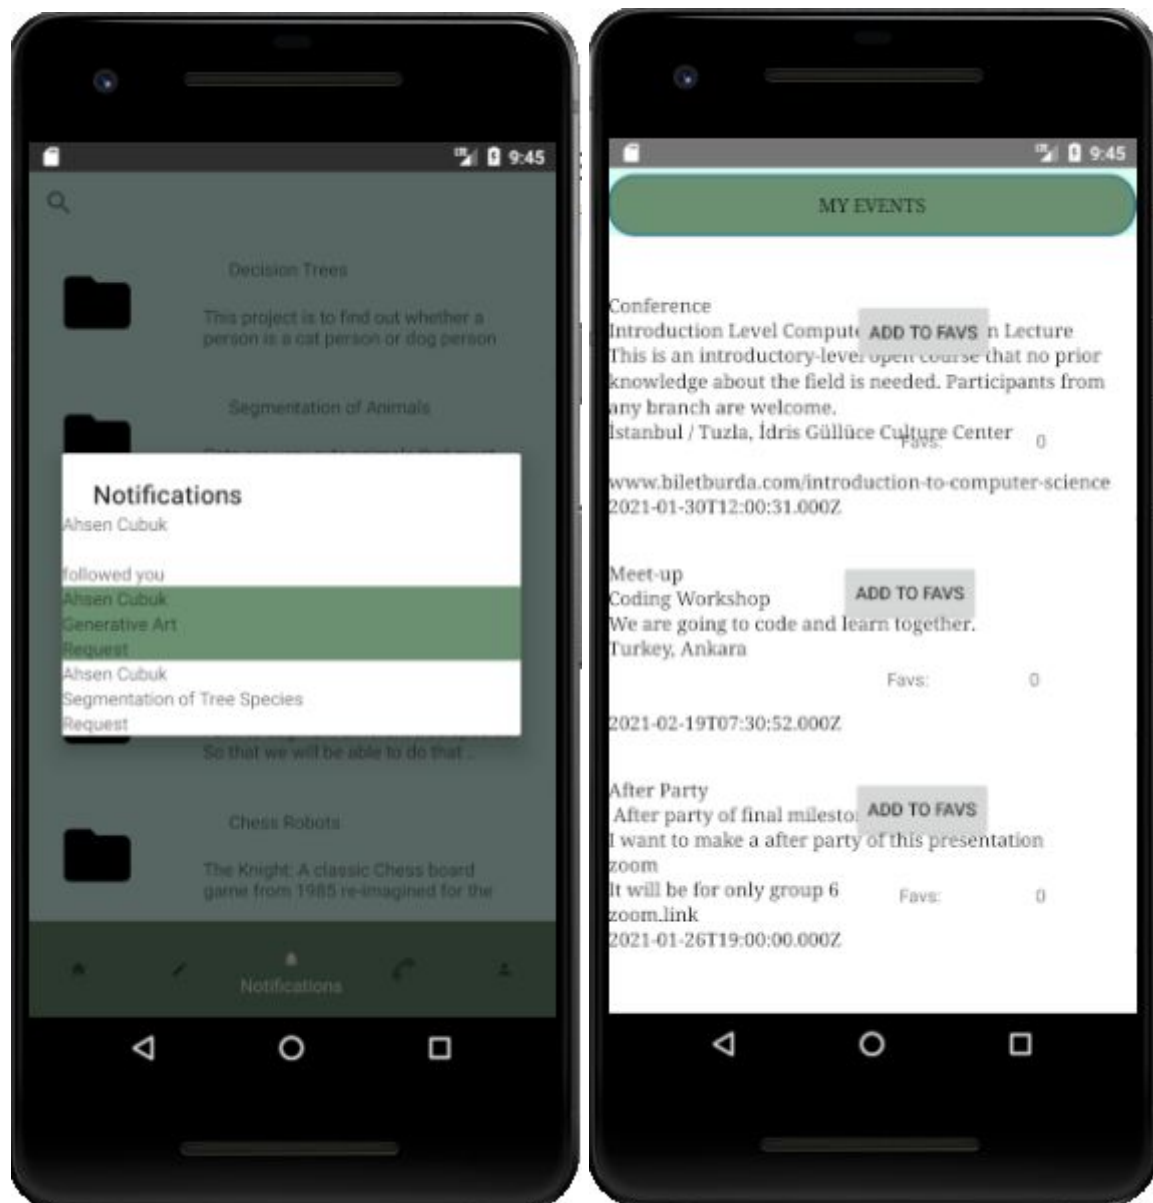 9:45
Decision Trees
This project is to find out whether a
person is a cat person or dog person
Segmentation of Animals
Notifications
Ahsen Cubuk
followed you
Ahsen Cubuk
Generative Art
Request
Ahsen Cubuk
Segmentation of Tree Species
Request
So that we will be able to do that ..
Chess Robots
The Knight: A classic Chess board
game from 1985 re-imagined for the
Notifications
9:45
MY EVENTS
Conference
Introduction Level Compute ADD TO FAVS n Lecture
This is an introductory-level open course that no prior
knowledge about the field is needed. Participants from
any branch are welcome.
İstanbul / Tuzla, İdris Güllüce Culture Center
Favs: 0
www.biletburda.com/introduction-to-computer-science
2021-01-30T12:00:31.000Z
Meet-up
ADD TO FAVS
Coding Workshop
We are going to code and learn together.
Turkey, Ankara
Favs: 0
2021-02-19T07:30:52.000Z
After Party
After party of final milesto ADD TO FAVS
I want to make a after party of this presentation
zoom
It will be for only group 6
Favs: 0
zoom.link
2021-01-26T19:00:00.000Z